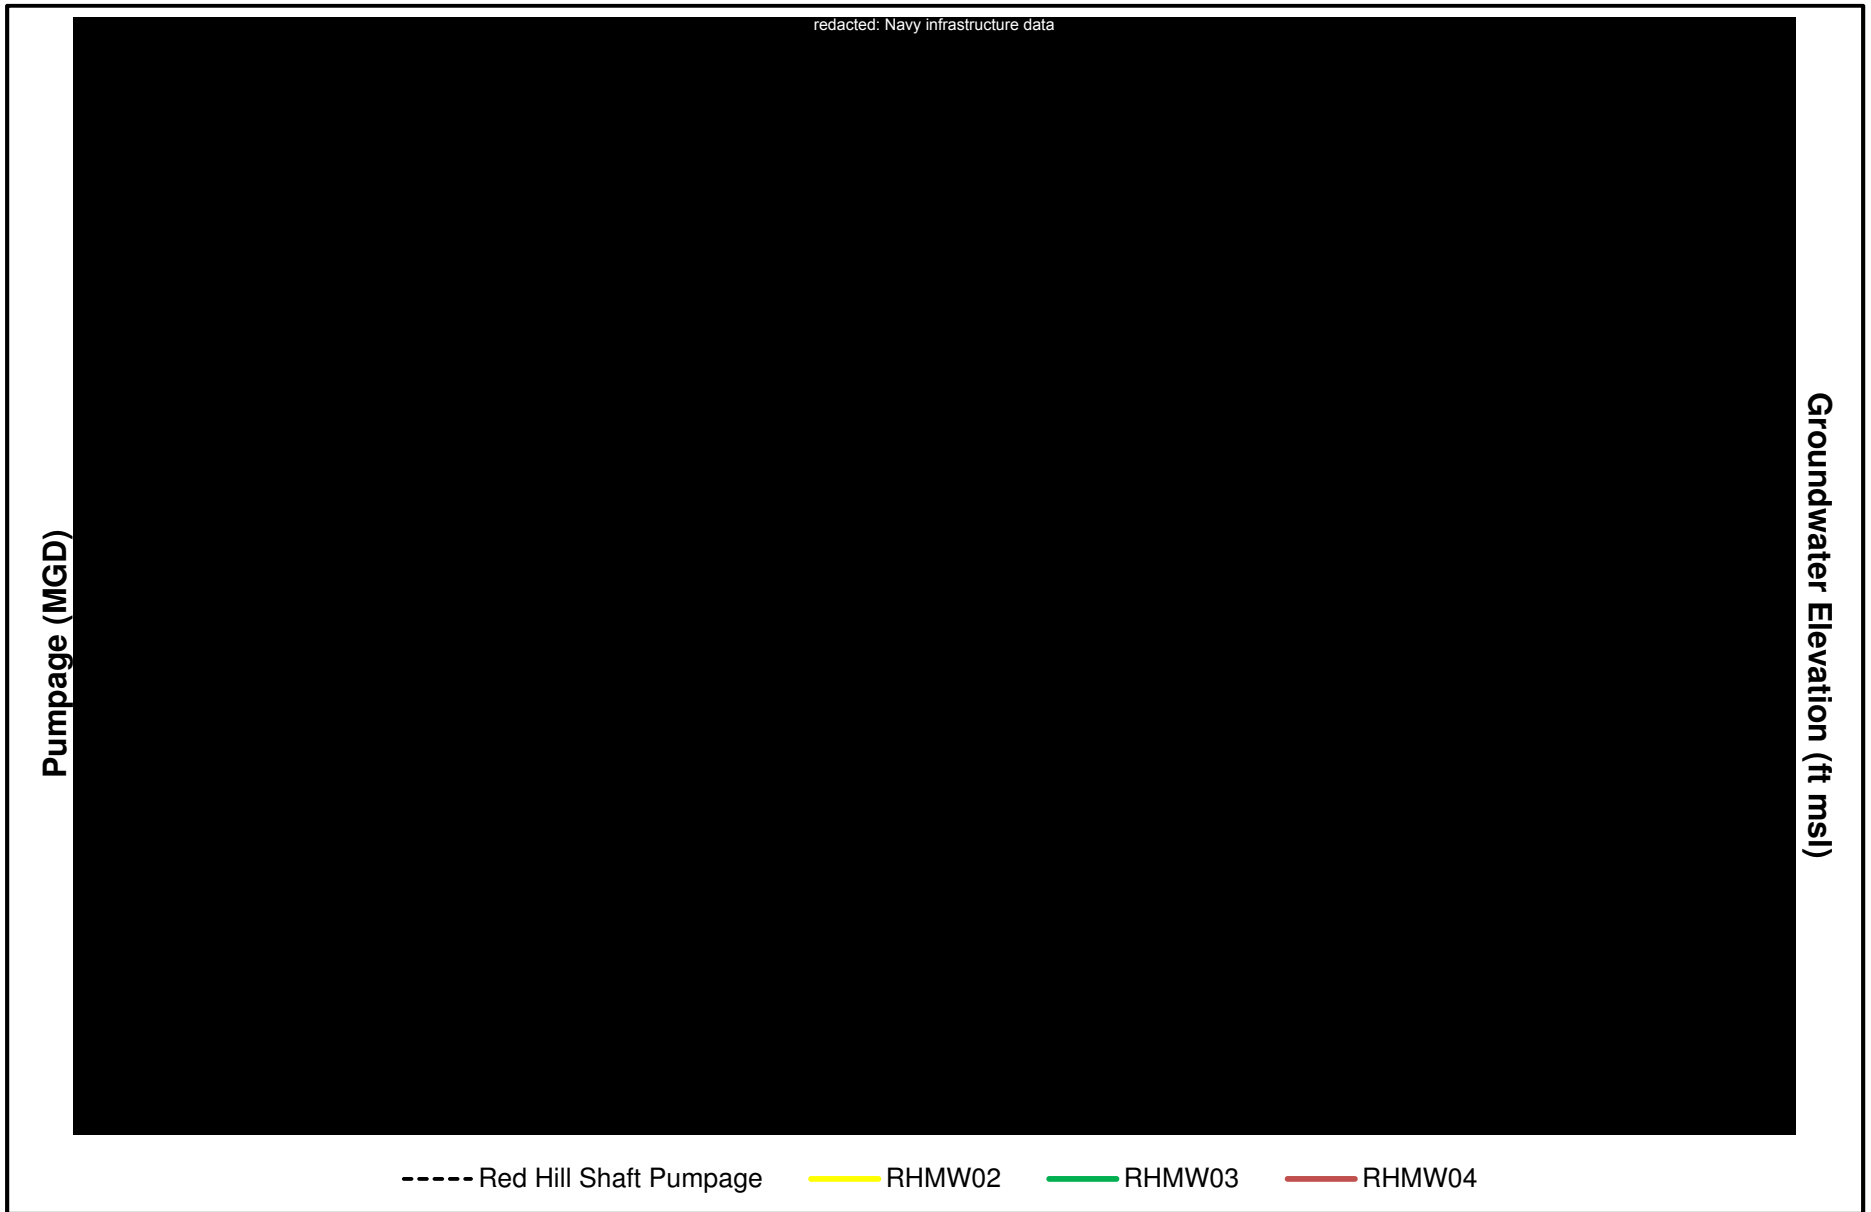 redacted: Navy infrastructure data
Pumpage (MGD)
Groundwater Elevation (ft msl)
Red Hill Shaft Pumpage RHMW02 RHMW03 RHMW04